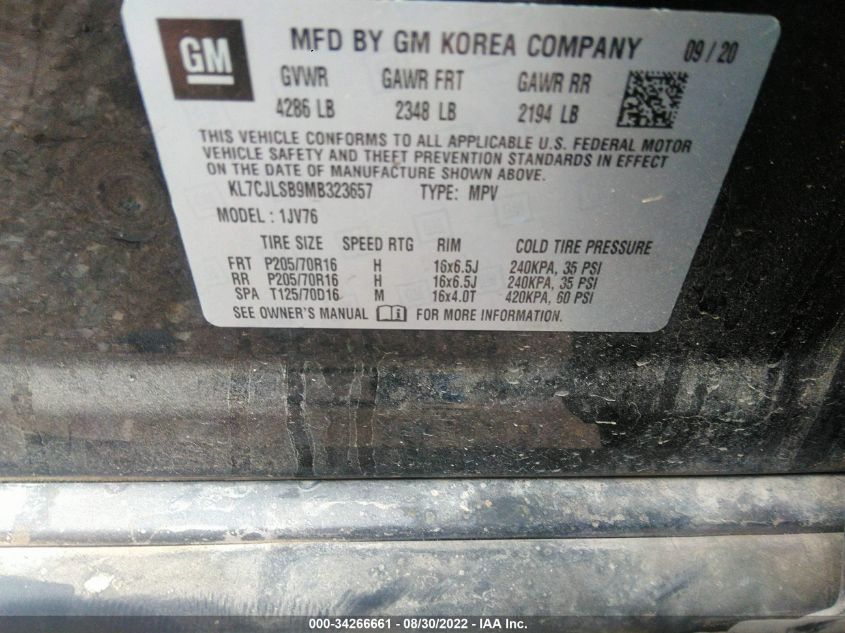 GM MFD BY GM KOREA COMPANY 09/20
GVWR GAWR FRT GAWR RR
4286 LB 2348 LB 2194 LB
THIS VEHICLE CONFORMS TO ALL APPLICABLE U.S. FEDERAL MOTOR
VEHICLE SAFETY AND THEFT PREVENTION STANDARDS IN EFFECT
ON THE DATE OF MANUFACTURE SHOWN ABOVE.
KL7CJLSB9MB323657 TYPE: MPV
MODEL: 1JV76
TIRE SIZE SPEED RTG RIM COLD TIRE PRESSURE
FRT P205/70R16 H 16x6.5J 240KPA, 35 PSI
RR P205/70R16 H 16x6.5J 240KPA, 35 PSI
SPA T125/70D16 M 16x4.0T 420KPA, 60 PSI
SEE OWNER'S MANUAL i FOR MORE INFORMATION.
000-34266661 - 08/30/2022 - IAA Inc.